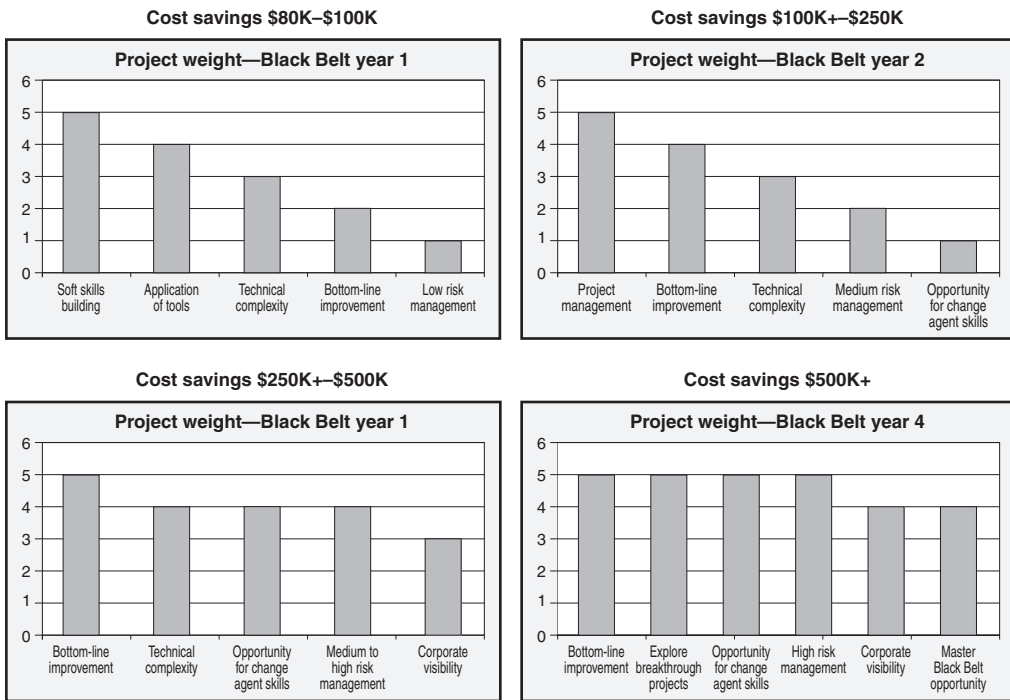 Cost savings $80K–$100K
Project weight—Black Belt year 1
6
5
4
3
2
1
0
Soft skills
building
Application
of tools
Technical
complexity
Bottom-line
improvement
Low risk
management
Cost savings $100K+–$250K
Project weight—Black Belt year 2
6
5
4
3
2
1
0
Project
management
Bottom-line
improvement
Technical
complexity
Medium risk
management
Opportunity
for change
agent skills
Cost savings $250K+–$500K
Project weight—Black Belt year 1
6
5
4
3
2
1
0
Bottom-line
improvement
Technical
complexity
Opportunity
for change
agent skills
Medium to
high risk
management
Corporate
visibility
Cost savings $500K+
Project weight—Black Belt year 4
6
5
4
3
2
1
0
Bottom-line
improvement
Explore
breakthrough
projects
Opportunity
for change
agent skills
High risk
management
Corporate
visibility
Master
Black Belt
opportunity